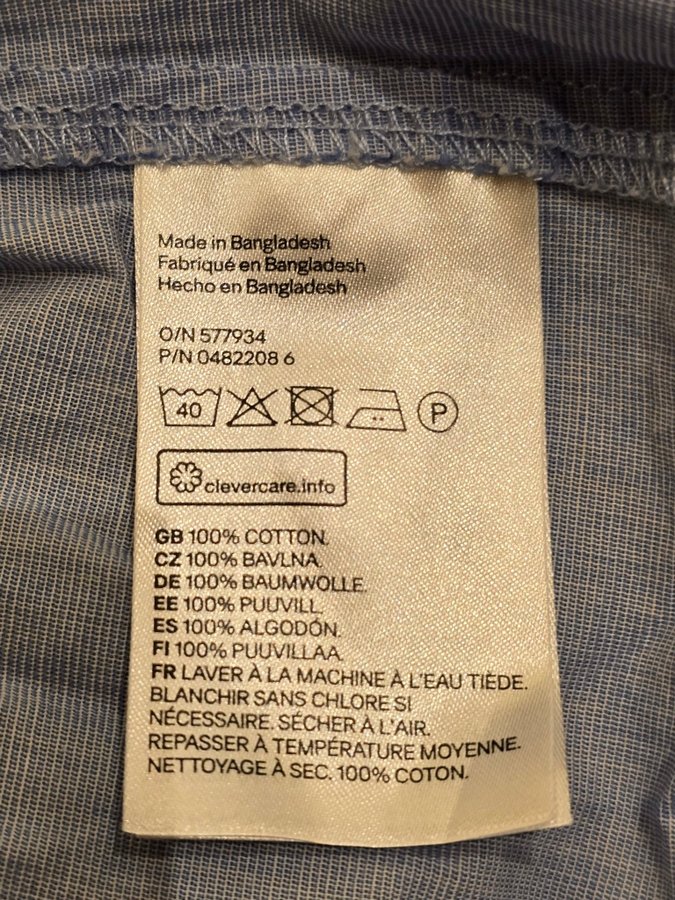 Made in Bangladesh
Fabriqué en Bangladesh
Hecho en Bangladesh
O/N 577934
P/N 0482208 6
40 P
clevercare.info
GB 100% COTTON.
CZ 100% BAVLNA.
DE 100% BAUMWOLLE.
EE 100% PUUVILL.
ES 100% ALGODÓN.
FI 100% PUUVILLAA.
FR LAVER À LA MACHINE À L'EAU TIÈDE.
BLANCHIR SANS CHLORE SI
NÉCESSAIRE. SÉCHER À L'AIR.
REPASSER À TEMPÉRATURE MOYENNE.
NETTOYAGE À SEC. 100% COTON.